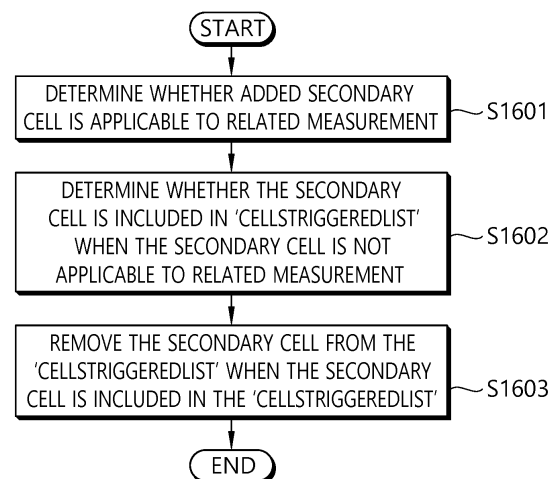 START
DETERMINE WHETHER ADDED SECONDARY
CELL IS APPLICABLE TO RELATED MEASUREMENT
S1601
DETERMINE WHETHER THE SECONDARY
CELL IS INCLUDED IN 'CELLSTRIGGEREDLIST'
WHEN THE SECONDARY CELL IS NOT
APPLICABLE TO RELATED MEASUREMENT
S1602
REMOVE THE SECONDARY CELL FROM THE
'CELLSTRIGGEREDLIST' WHEN THE SECONDARY
CELL IS INCLUDED IN THE 'CELLSTRIGGEREDLIST'
S1603
END